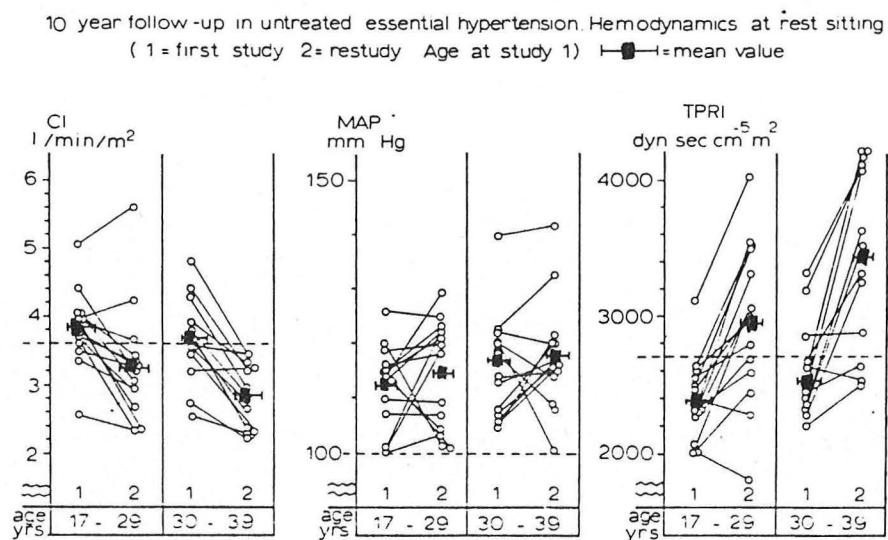 10 year follow-up in untreated essential hypertension. Hemodynamics at rest sitting
( 1 = first study 2 = restudy Age at study 1) = mean value
CI
l/min/m²
MAP
mm Hg
TPRI
dyn sec cm⁻⁵ m²
6
5
4
3
2
150
100
4000
3000
2000
1 2 1 2
1 2 1 2
1 2 1 2
age
yrs
17 - 29 30 - 39
age
yrs
17 - 29 30 - 39
age
yrs
17 - 29 30 - 39